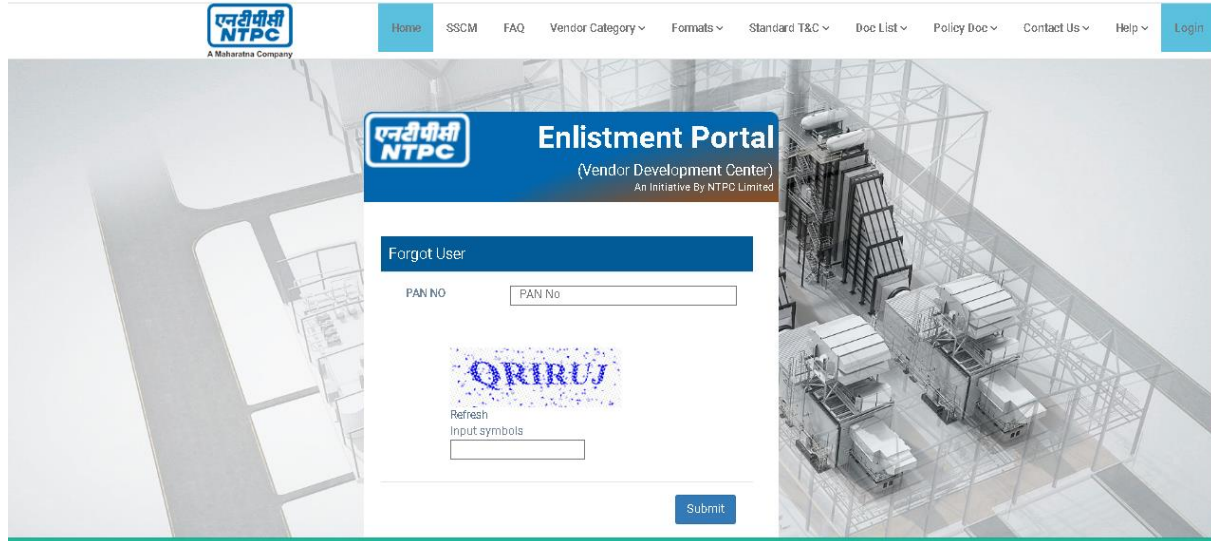 एनटीपीसी
NTPC
A Maharatna Company
Home SSCM FAQ Vendor Category Formats Standard T&C Doc List Policy Doc Contact Us Help Login
एनटीपीसी
NTPC
Enlistment Portal
(Vendor Development Center)
An Initiative By NTPC Limited
Forgot User
PAN NO PAN No
QRIRUJ
Refresh
Input symbols
Submit